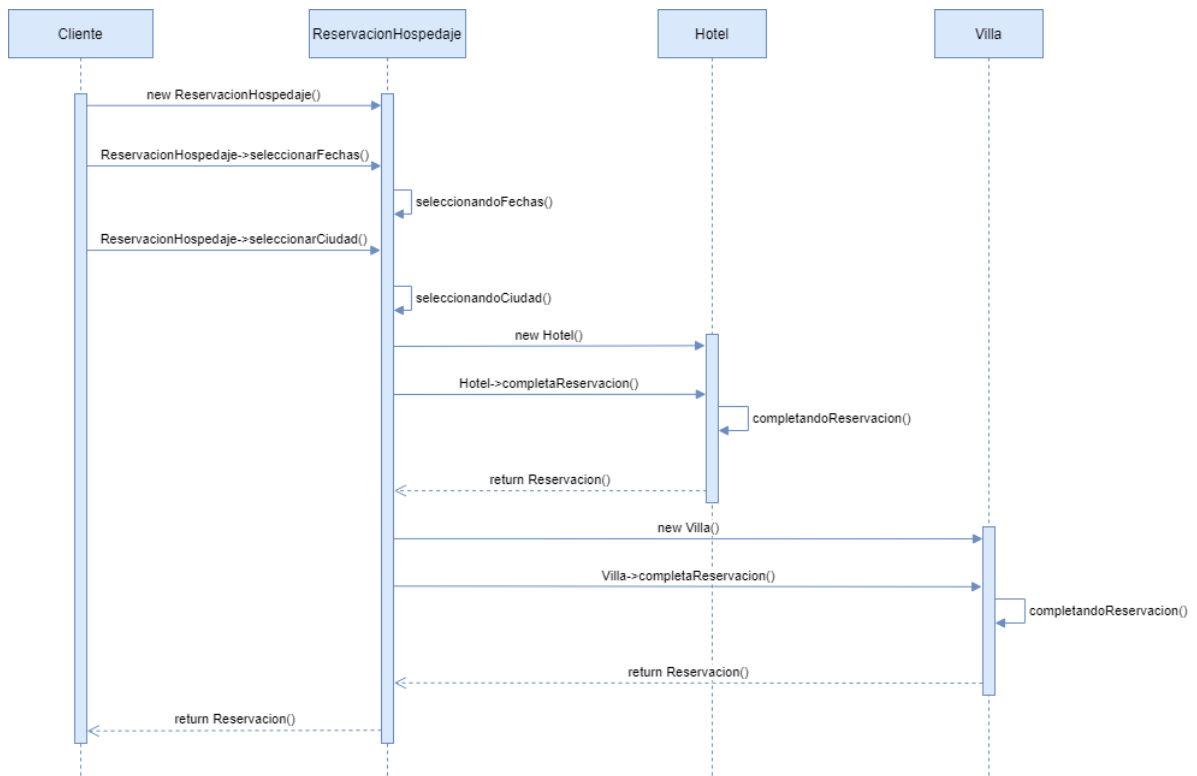 Cliente
ReservacionHospedaje
Hotel
Villa
new ReservacionHospedaje()
ReservacionHospedaje->seleccionarFechas()
seleccionandoFechas()
ReservacionHospedaje->seleccionarCiudad()
seleccionandoCiudad()
new Hotel()
Hotel->completaReservacion()
completandoReservacion()
return Reservacion()
new Villa()
Villa->completaReservacion()
completandoReservacion()
return Reservacion()
return Reservacion()